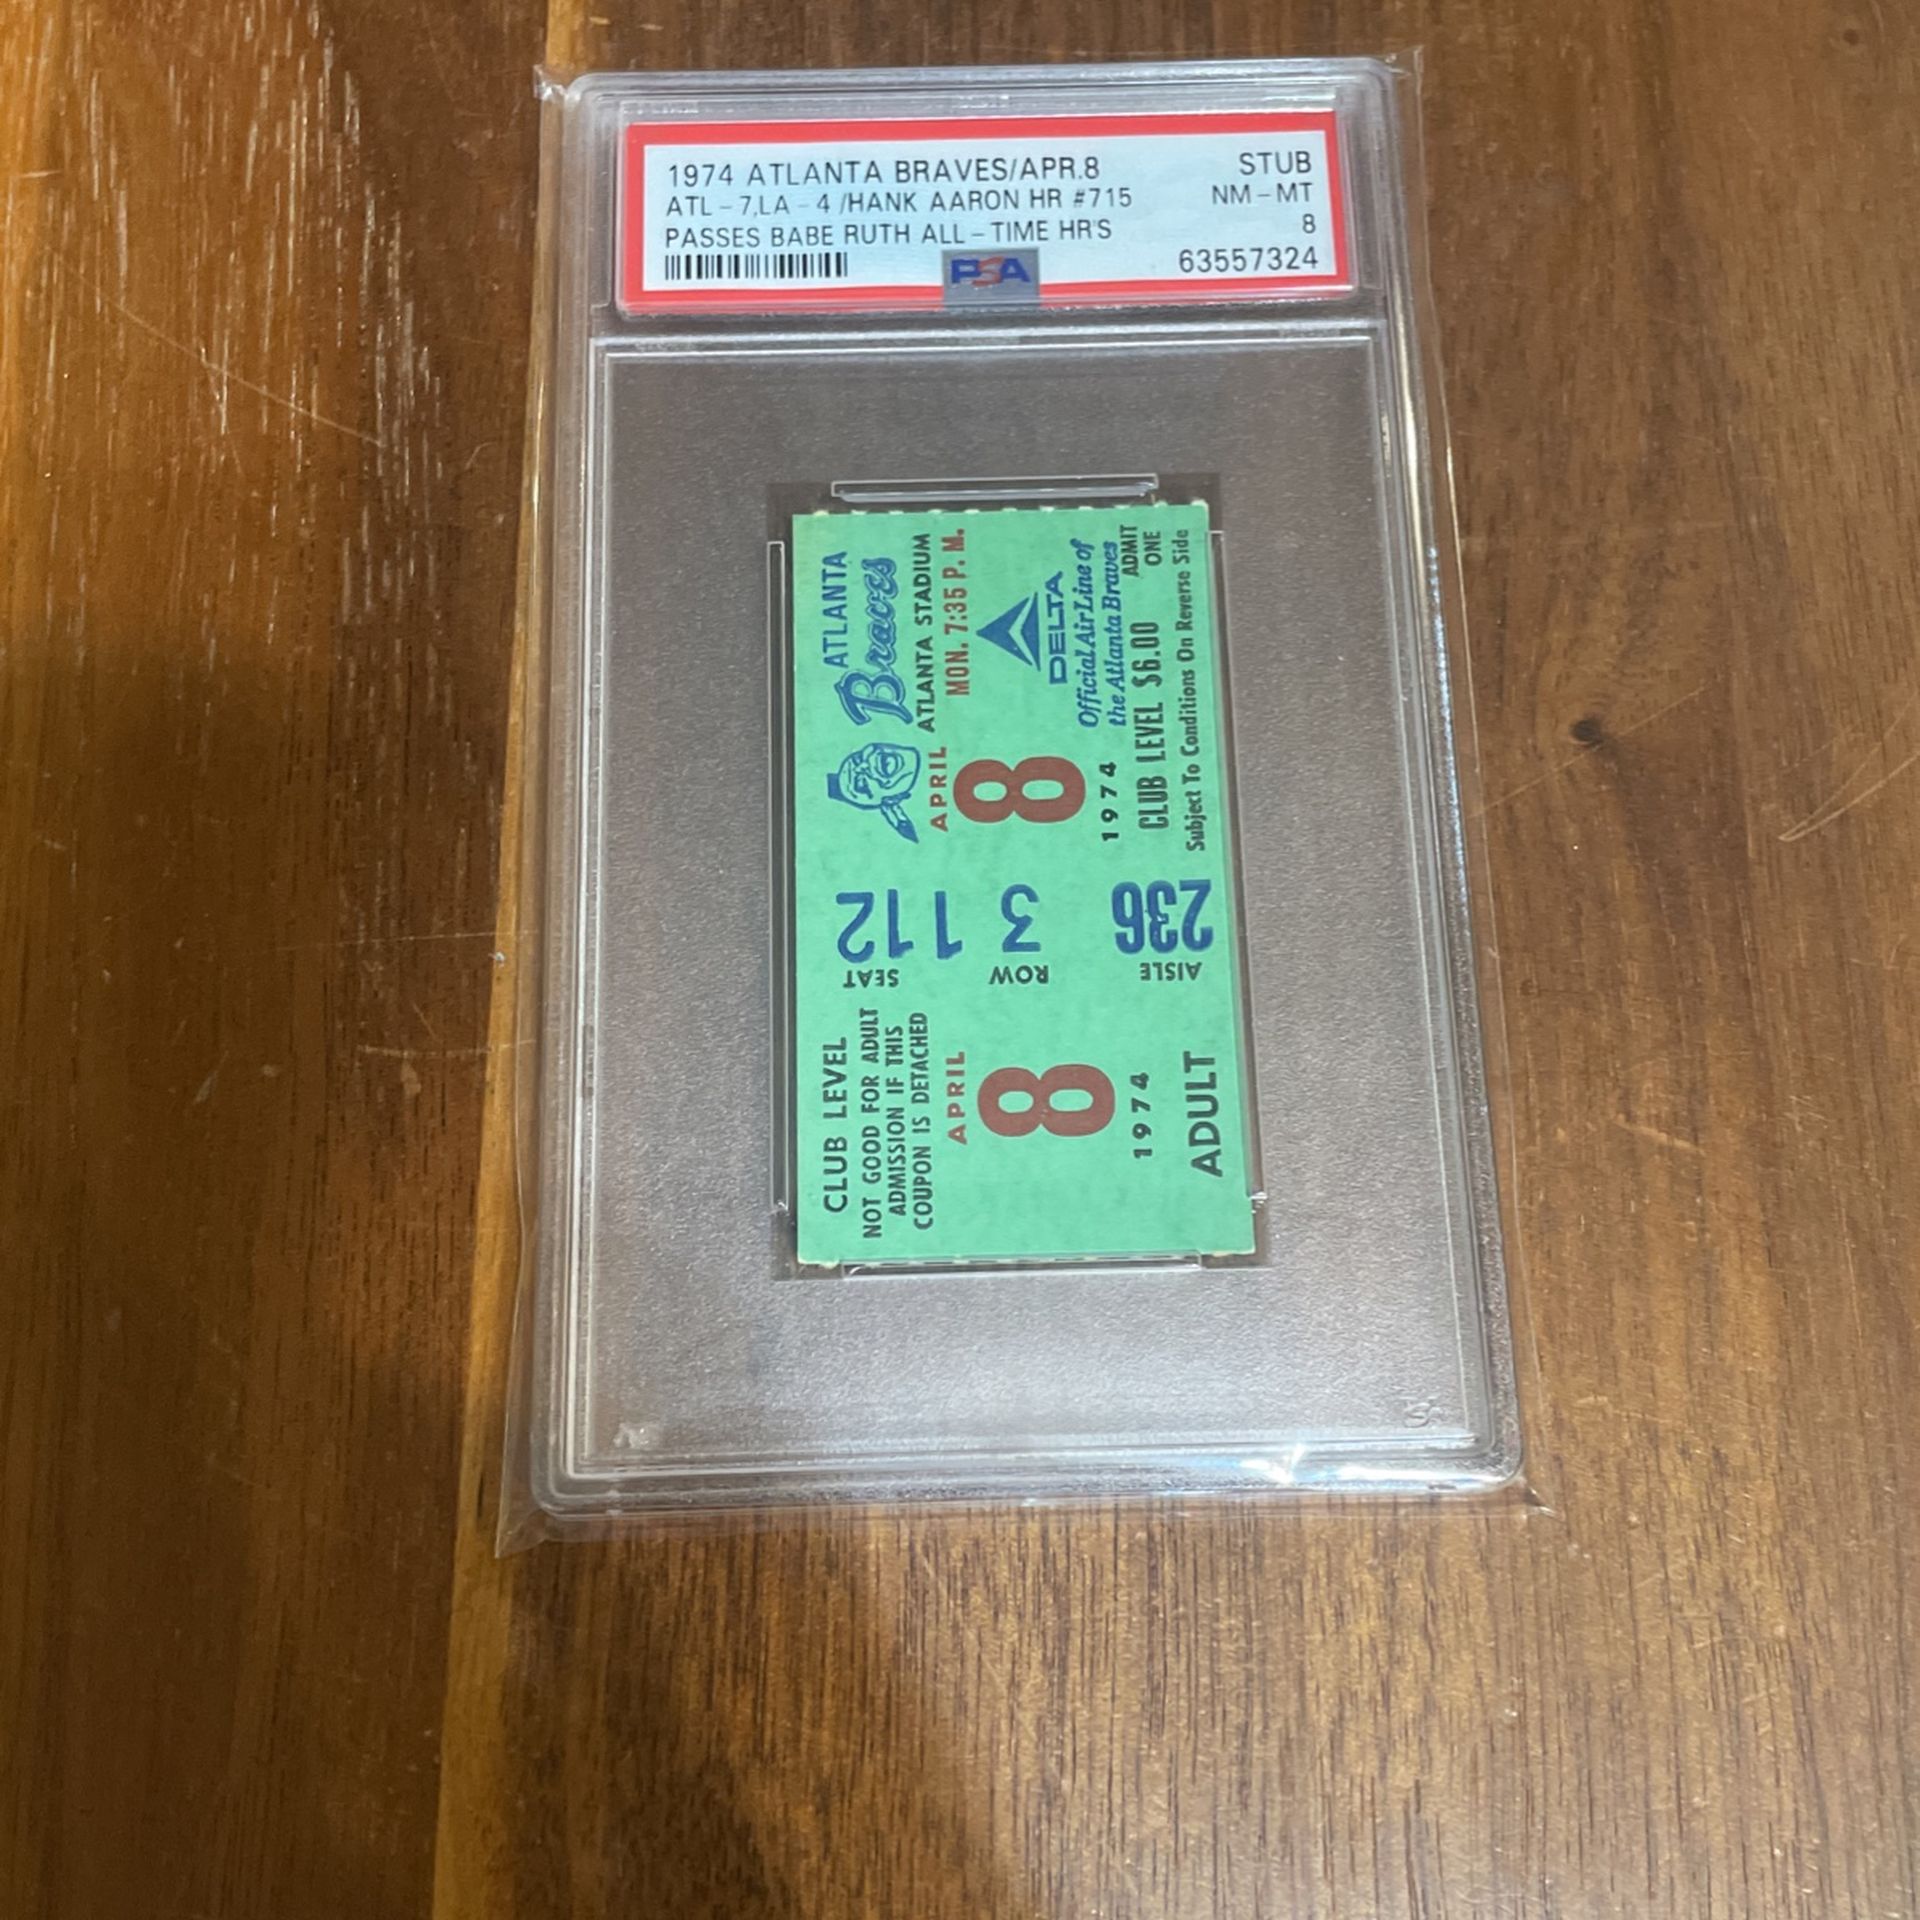 1974 ATLANTA BRAVES/APR.8 STUB
ATL-7,LA-4/HANK AARON HR #715 NM-MT
PASSES BABE RUTH ALL-TIME HR'S 8
PSA 63557324
ATLANTA
Braves
ATLANTA STADIUM
APRIL MON. 7:35 P.M.
8
1974
DELTA
Official Air Line of
the Atlanta Braves
ADMIT
ONE
CLUB LEVEL $6.00
Subject To Conditions On Reverse Side
AISLE 236
ROW 3
SEAT 112
1
CLUB LEVEL
NOT GOOD FOR ADULT
ADMISSION IF THIS
COUPON IS DETACHED
APRIL
8
1974
ADULT